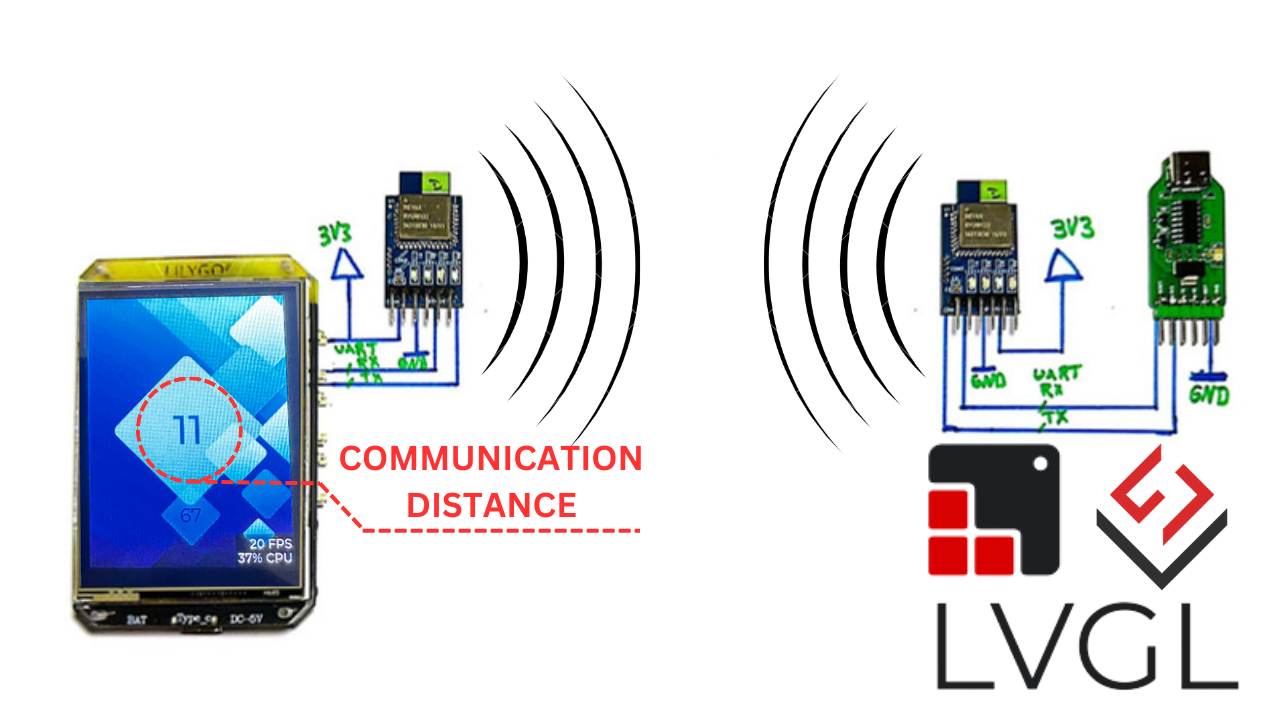 LILYGO
3V3
UART
RX
TX
GND
11
67
20 FPS
37% CPU
BAT
Type_c
DC-5V
COMMUNICATION
DISTANCE
3V3
GND
UART
RX
TX
GND
LVGL